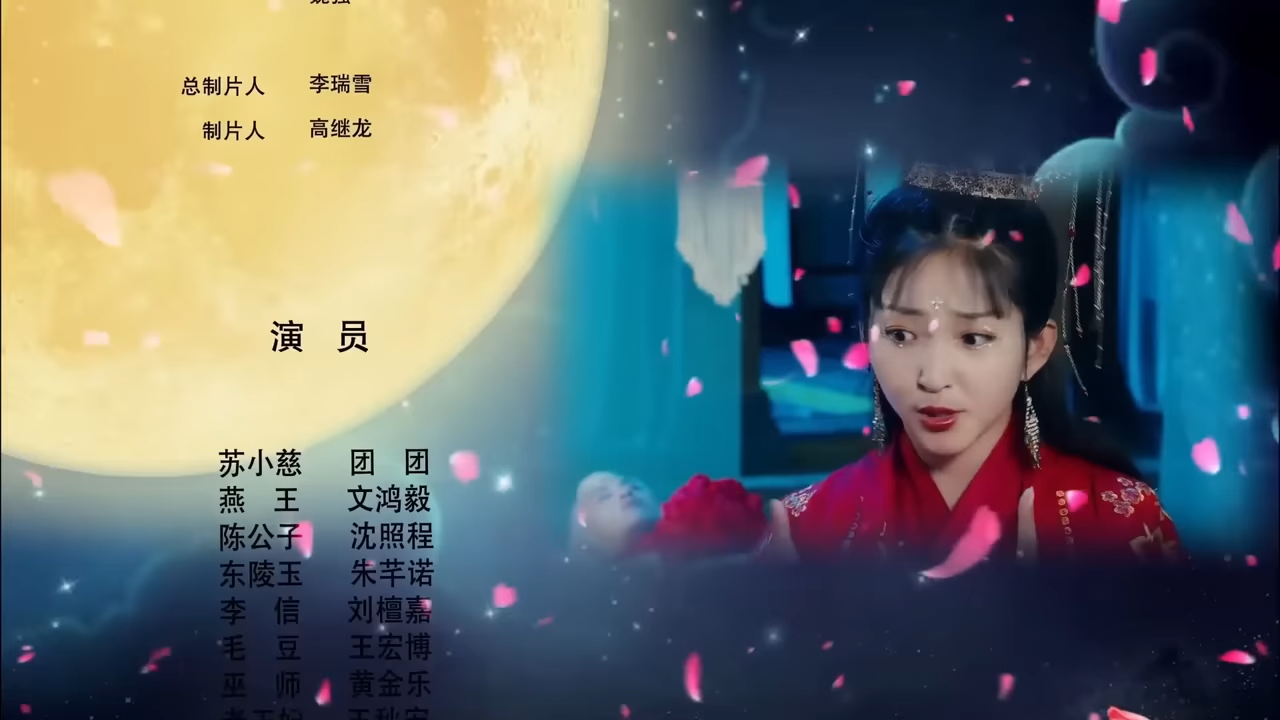 总制片人 李瑞雪
制片人 高继龙
演 员
苏小慈 团 团
燕 王 文鸿毅
陈公子 沈照程
东陵玉 朱芊诺
李 信 刘檀嘉
毛 豆 王宏博
巫 师 黄金乐